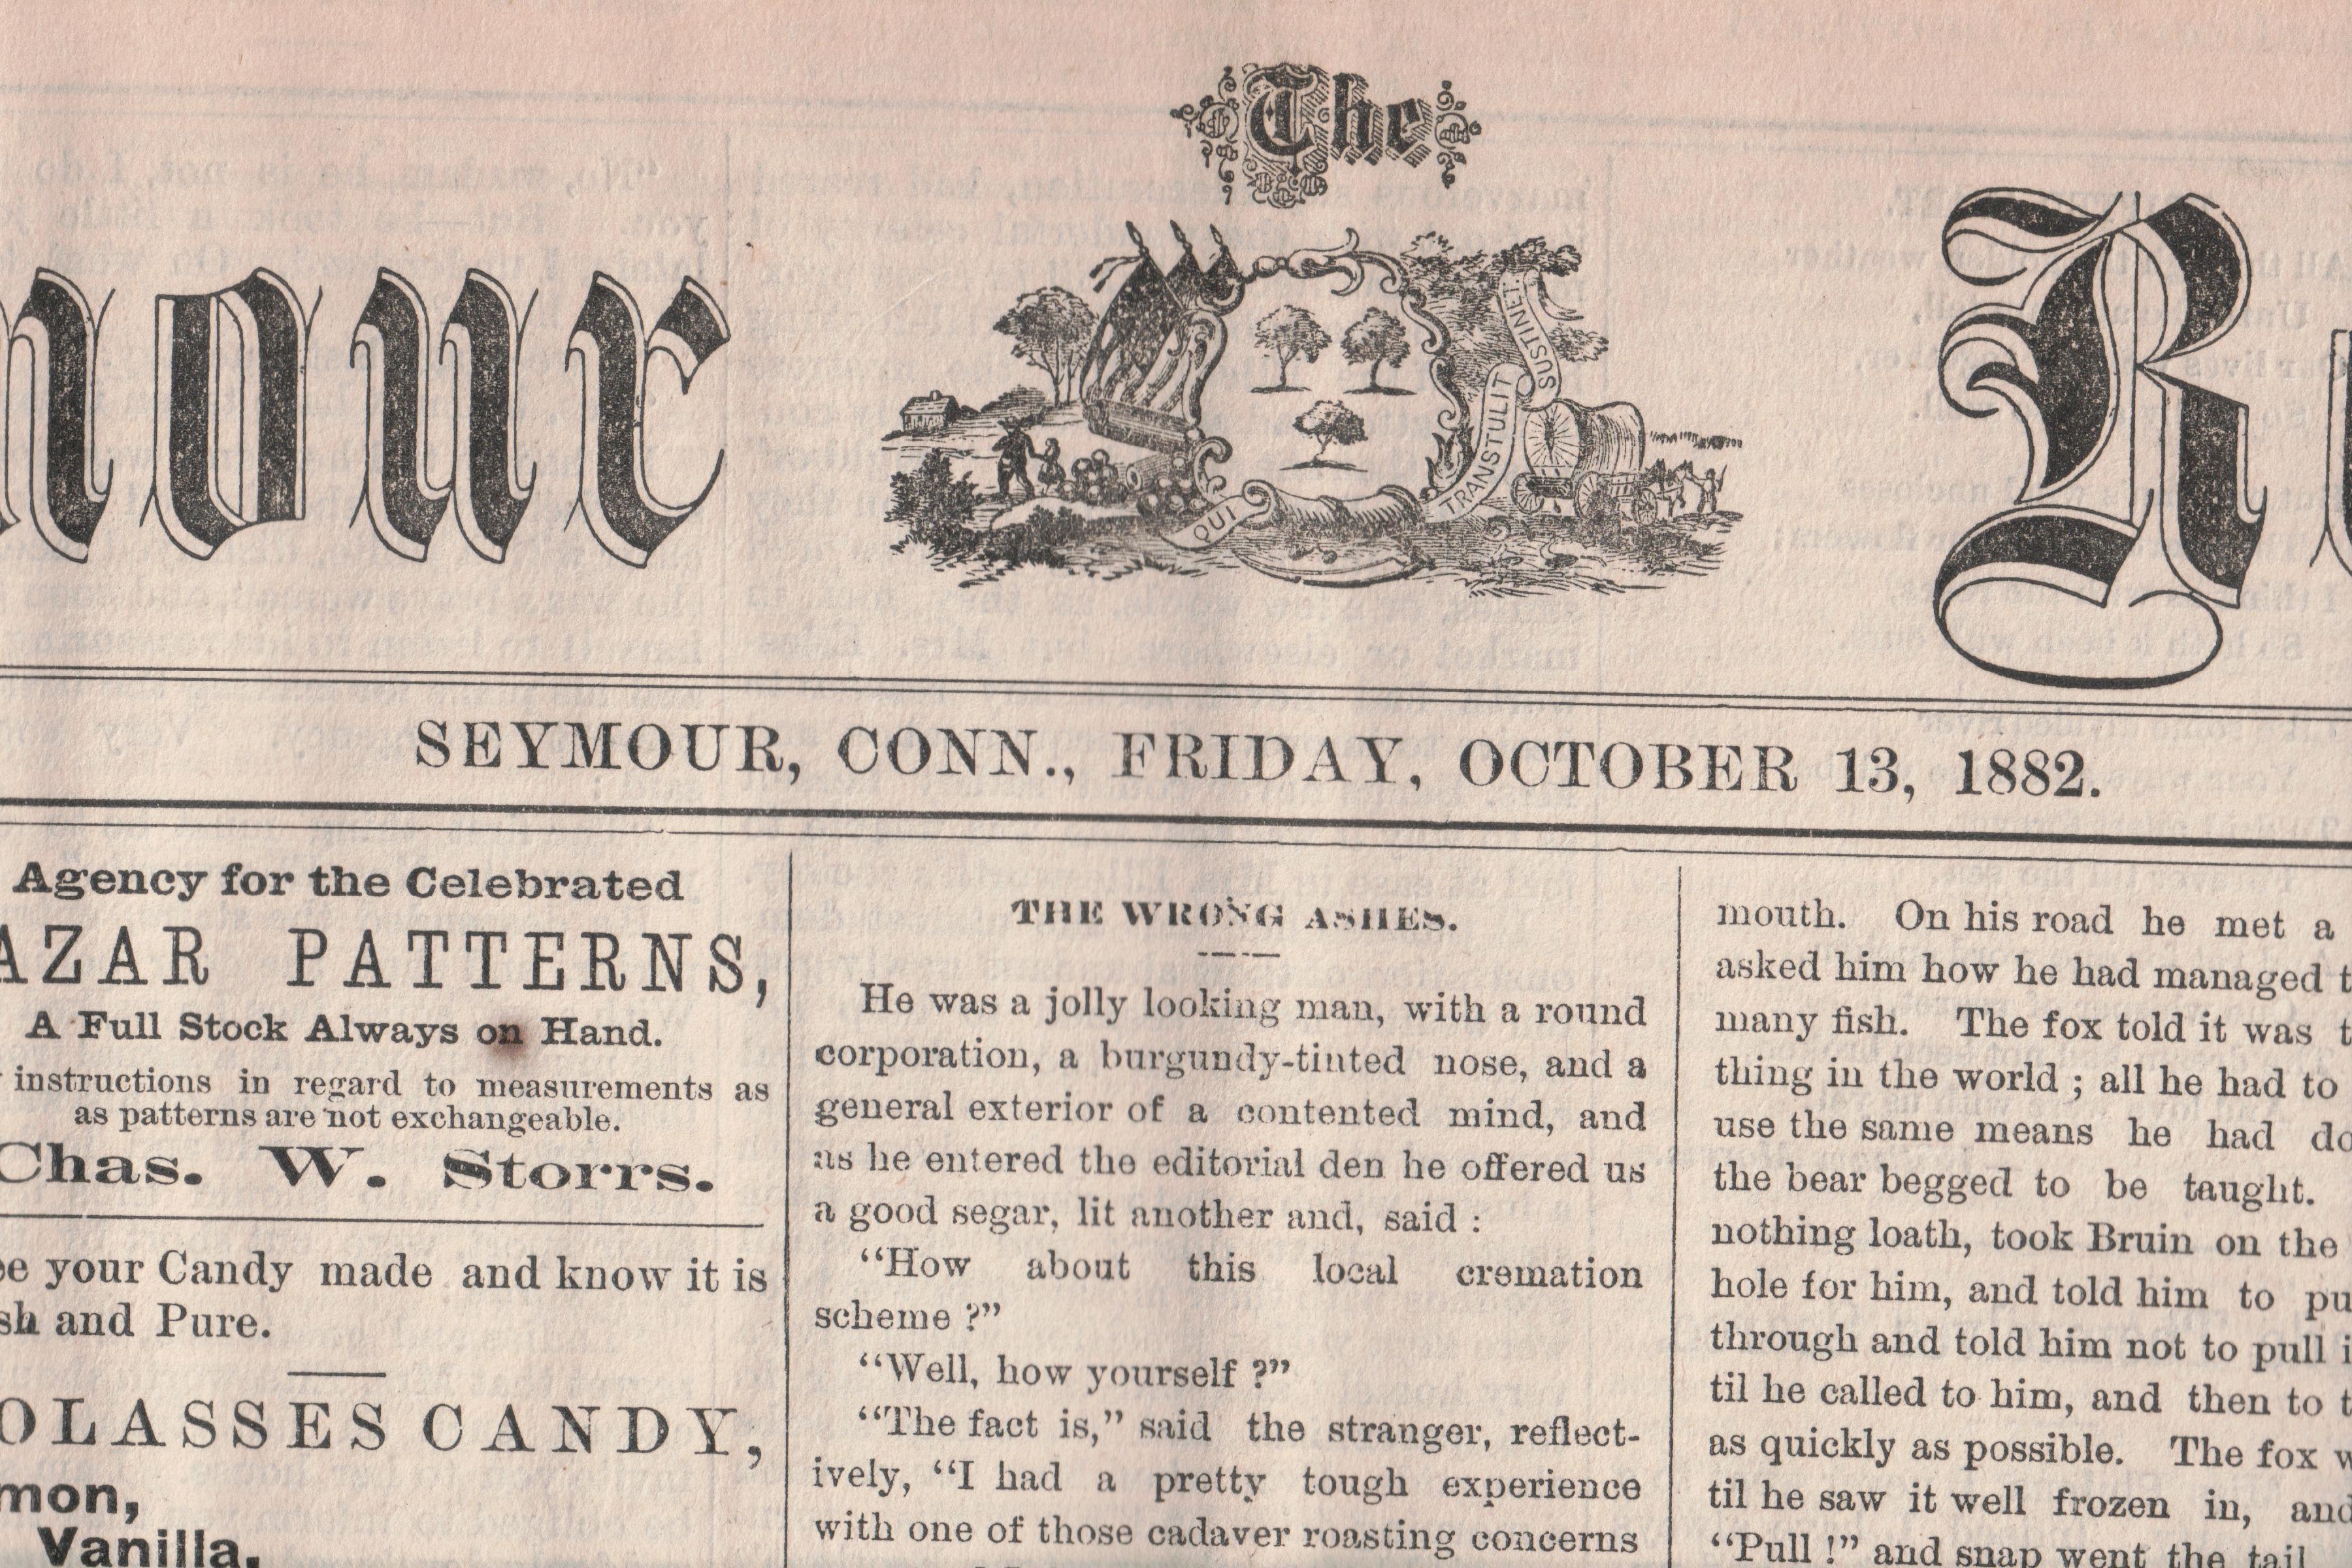 The
nour
R
SUSTINET
TRANSTULIT
QUI
SEYMOUR, CONN., FRIDAY, OCTOBER 13, 1882.
Agency for the Celebrated
AZAR PATTERNS,
A Full Stock Always on Hand.
instructions in regard to measurements as
as patterns are not exchangeable.
Chas. W. Storrs.
ee your Candy made and know it is
sh and Pure.
OLASSES CANDY,
mon,
Vanilla,
THE WRONG ASHES.
He was a jolly looking man, with a round
corporation, a burgundy-tinted nose, and a
general exterior of a contented mind, and
as he entered the editorial den he offered us
a good segar, lit another and, said :
“How about this local cremation
scheme ?”
“Well, how yourself ?”
“The fact is,” said the stranger, reflect-
ively, “I had a pretty tough experience
with one of those cadaver roasting concerns
mouth. On his road he met a
asked him how he had managed t
many fish. The fox told it was t
thing in the world ; all he had to
use the same means he had do
the bear begged to be taught.
nothing loath, took Bruin on the
hole for him, and told him to pu
through and told him not to pull i
til he called to him, and then to t
as quickly as possible. The fox w
til he saw it well frozen in, and
“Pull !” and snap went the tail